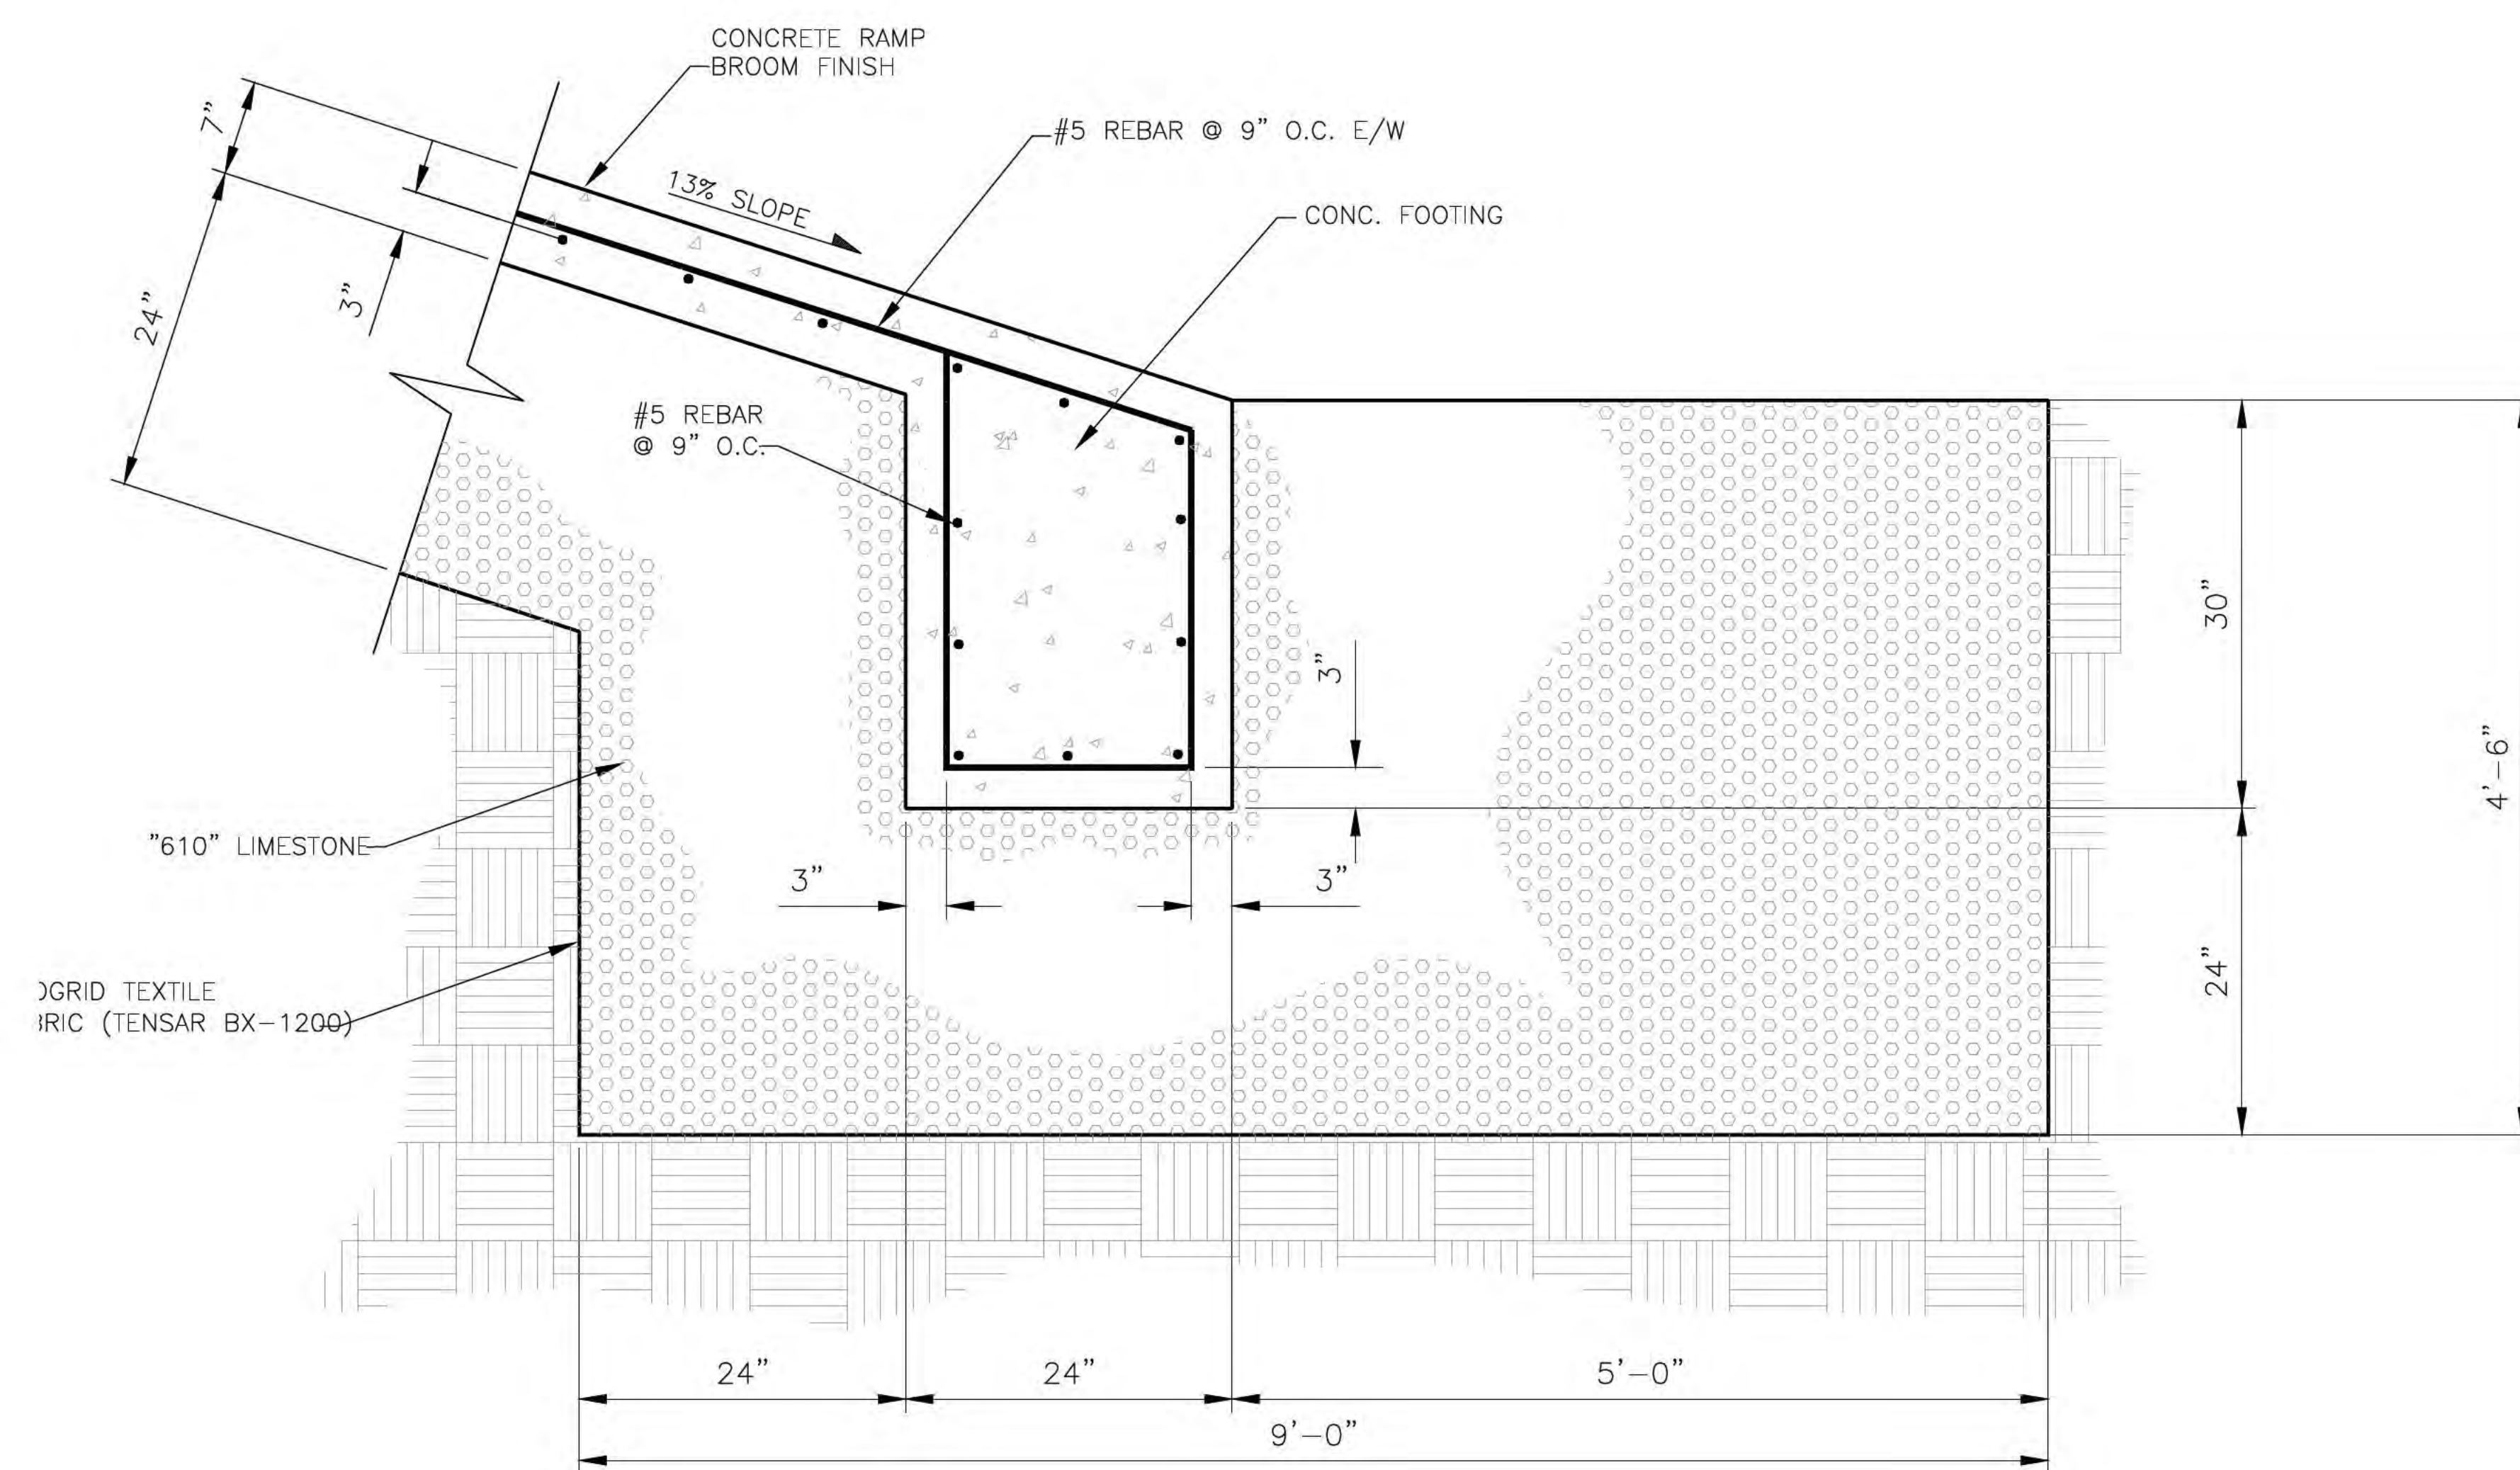 CONCRETE RAMP
BROOM FINISH
7"
#5 REBAR @ 9" O.C. E/W
13% SLOPE
CONC. FOOTING
3"
24"
#5 REBAR
@ 9" O.C.
30"
3"
4'-6"
"610" LIMESTONE
3"
3"
24"
TEXTILE
(TENSAR BX-1200)
24"
24"
5'-0"
9'-0"